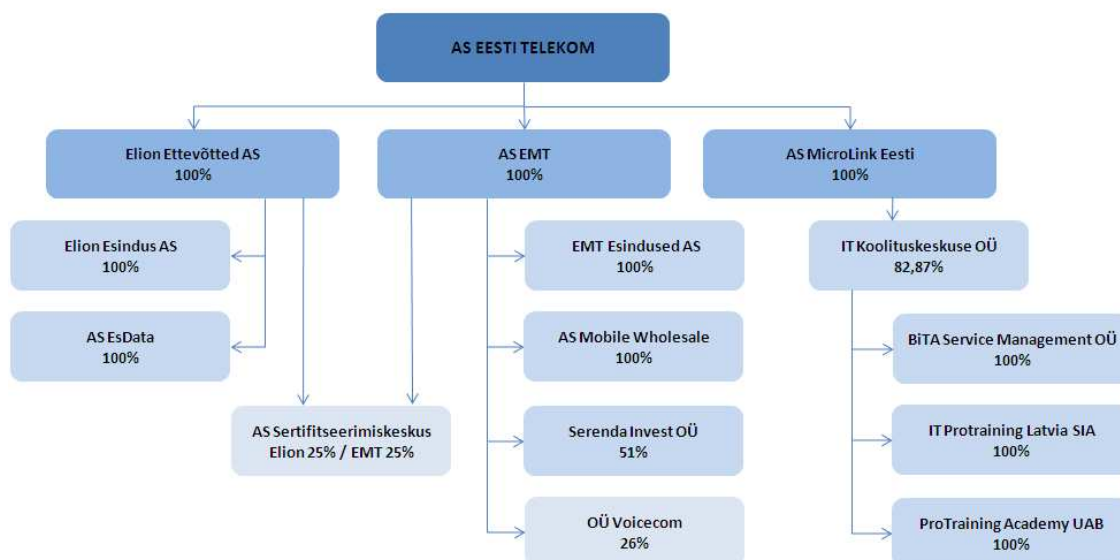 AS EESTI TELEKOM
Elion Ettevõtted AS
100%
AS EMT
100%
AS MicroLink Eesti
100%
Elion Esindus AS
100%
AS EsData
100%
AS Sertifitseerimiskeskus
Elion 25% / EMT 25%
EMT Esindused AS
100%
AS Mobile Wholesale
100%
Serenda Invest OÜ
51%
OÜ Voicecom
26%
IT Koolituskeskuse OÜ
82,87%
BiTA Service Management OÜ
100%
IT Protraining Latvia SIA
100%
ProTraining Academy UAB
100%